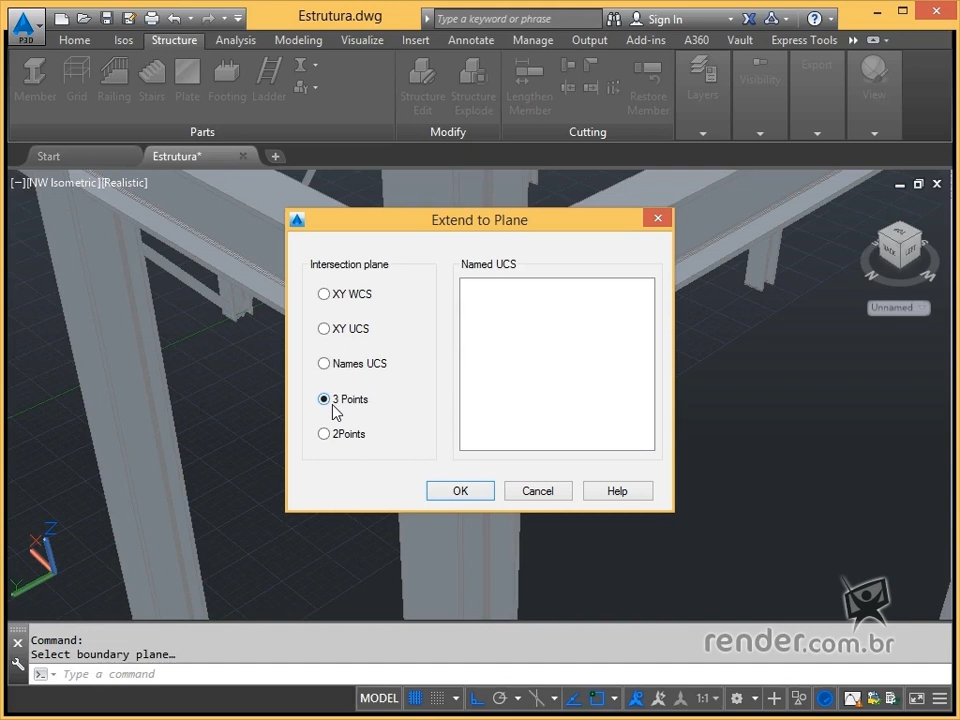 P3D
Estrutura.dwg
Type a keyword or phrase
Sign In
Home Isos Structure Analysis Modeling Visualize Insert Annotate Manage Output Add-ins A360 Vault Express Tools
Member Grid Railing Stairs Plate Footing Ladder
Structure Edit
Structure Explode
Lengthen Member
Restore Member
Layers
Visibility
Export
View
Parts Modify Cutting
Start Estrutura*
[−][NW Isometric][Realistic]
Extend to Plane
Intersection plane
XY WCS
XY UCS
Names UCS
3 Points
2Points
Named UCS
OK Cancel Help
TOP
BACK
LEFT
N
W
Unnamed
X
Z
Y
Command:
Select boundary plane…
Type a command
render.com.br
MODEL
1:1